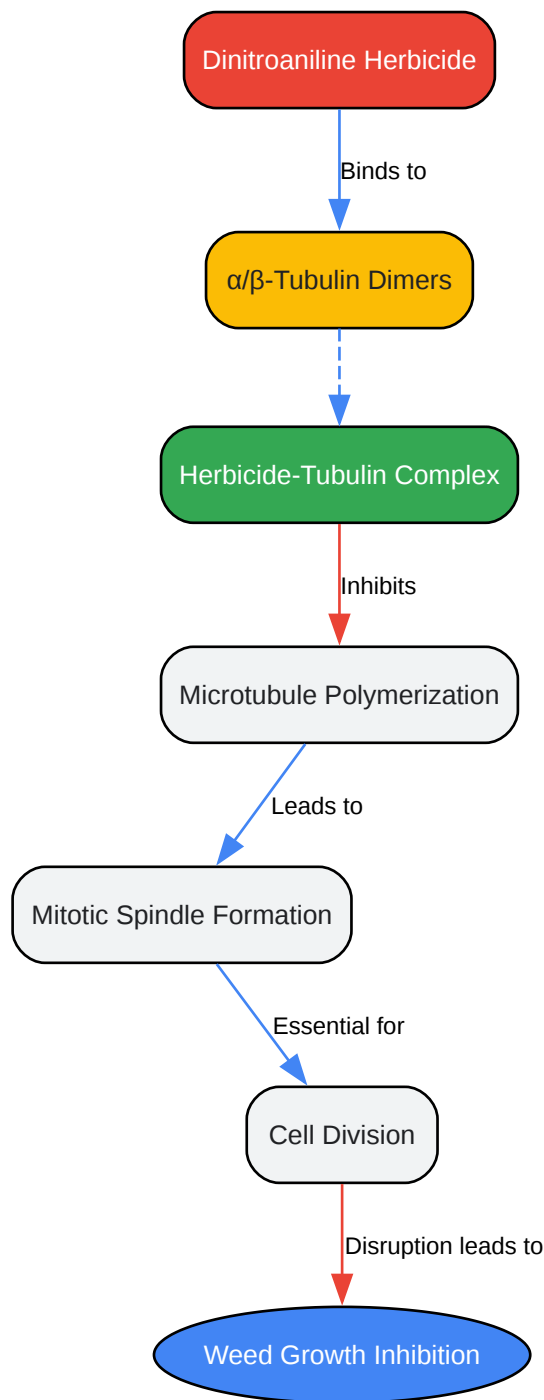 Dinitroaniline Herbicide
Binds to
α/β-Tubulin Dimers
Herbicide-Tubulin Complex
Inhibits
Microtubule Polymerization
Leads to
Mitotic Spindle Formation
Essential for
Cell Division
Disruption leads to
Weed Growth Inhibition